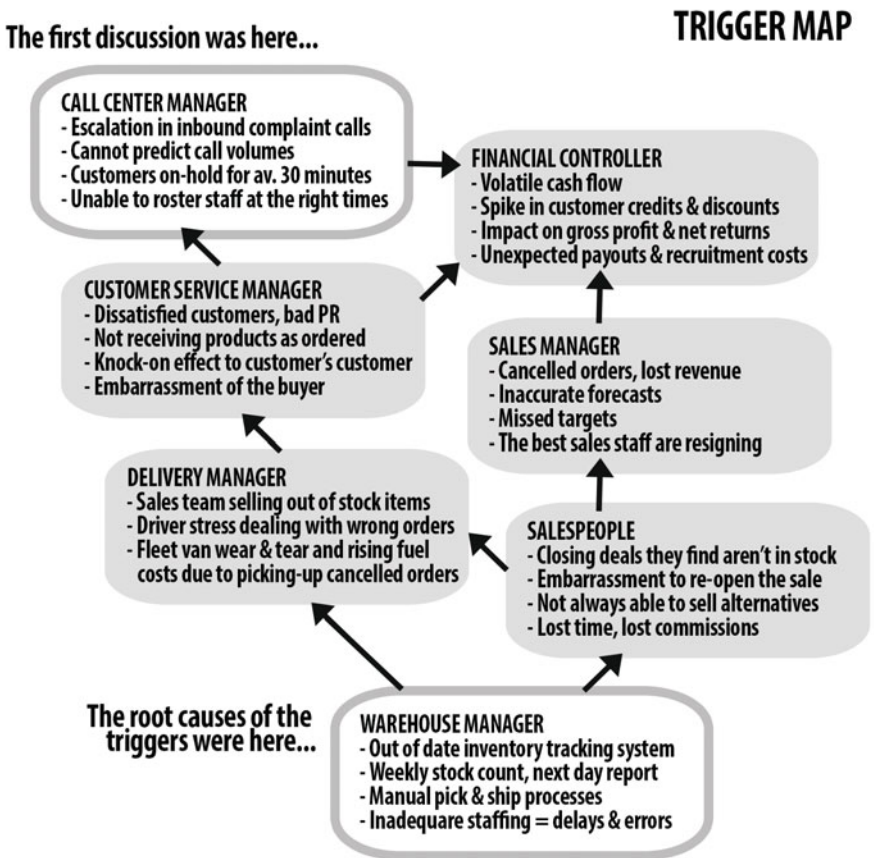 TRIGGER MAP
The first discussion was here...
CALL CENTER MANAGER
- Escalation in inbound complaint calls
- Cannot predict call volumes
- Customers on-hold for av. 30 minutes
- Unable to roster staff at the right times
FINANCIAL CONTROLLER
- Volatile cash flow
- Spike in customer credits & discounts
- Impact on gross profit & net returns
- Unexpected payouts & recruitment costs
CUSTOMER SERVICE MANAGER
- Dissatisfied customers, bad PR
- Not receiving products as ordered
- Knock-on effect to customer's customer
- Embarrassment of the buyer
SALES MANAGER
- Cancelled orders, lost revenue
- Inaccurate forecasts
- Missed targets
- The best sales staff are resigning
DELIVERY MANAGER
- Sales team selling out of stock items
- Driver stress dealing with wrong orders
- Fleet van wear & tear and rising fuel
costs due to picking-up cancelled orders
SALESPEOPLE
- Closing deals they find aren't in stock
- Embarrassment to re-open the sale
- Not always able to sell alternatives
- Lost time, lost commissions
The root causes of the
triggers were here...
WAREHOUSE MANAGER
- Out of date inventory tracking system
- Weekly stock count, next day report
- Manual pick & ship processes
- Inadequare staffing = delays & errors